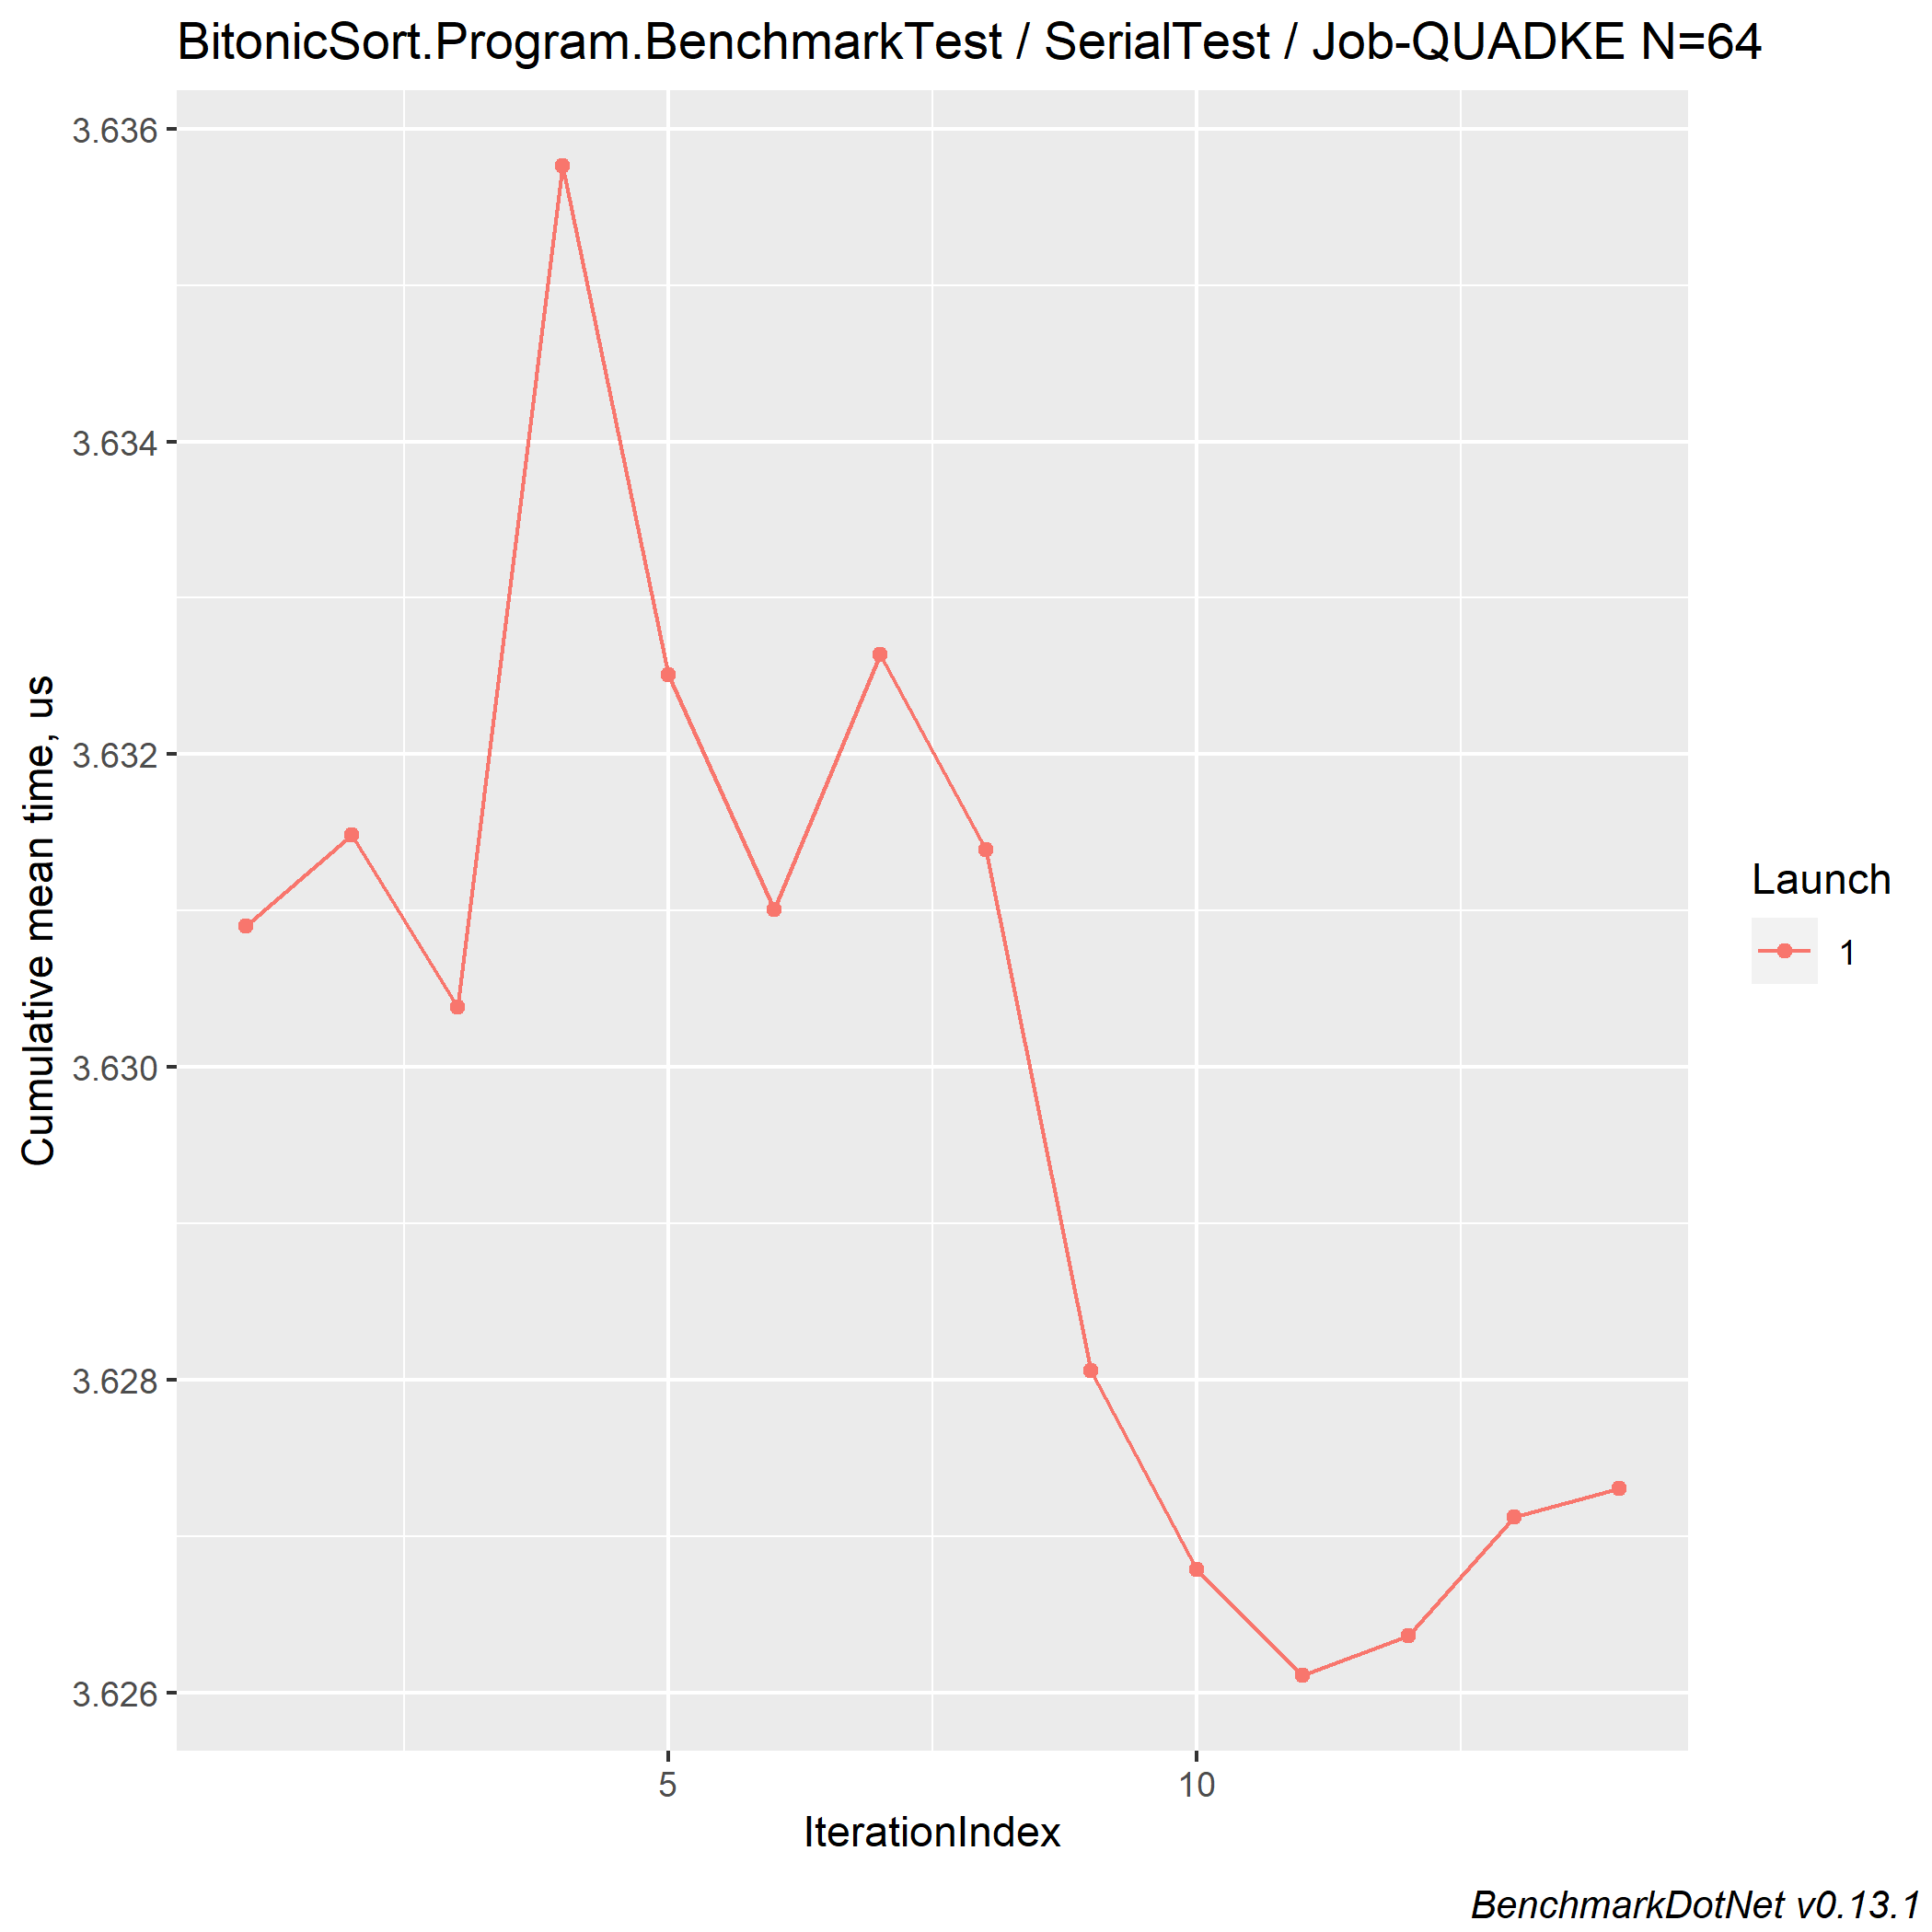 BitonicSort.Program.BenchmarkTest / SerialTest / Job-QUADKE N=64
Cumulative mean time, us
3.636
3.634
3.632
3.630
3.628
3.626
5
10
IterationIndex
Launch
1
BenchmarkDotNet v0.13.1